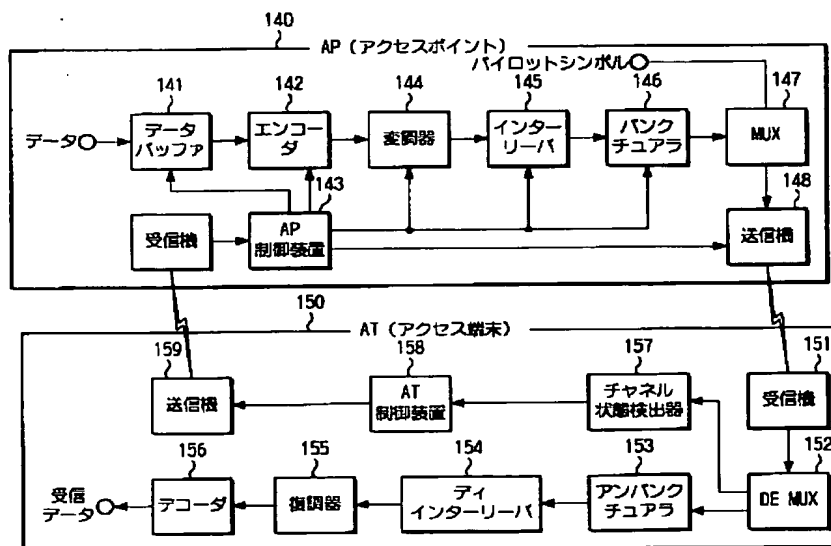 140
AP（アクセスポイント）
パイロットシンボル
141
142
144
145
146
147
データ
データ
バッファ
エンコー
ダ
変調器
インター
リーバ
パンク
チュアラ
MUX
143
148
受信機
AP
制御装置
送信機
150
AT（アクセス端末）
159
158
157
151
送信機
AT
制御装置
チャネル
状態検出器
受信機
156
155
154
153
152
受信
データ
デコーダ
復調器
ディ
インターリーバ
アンパンク
チュアラ
DE MUX